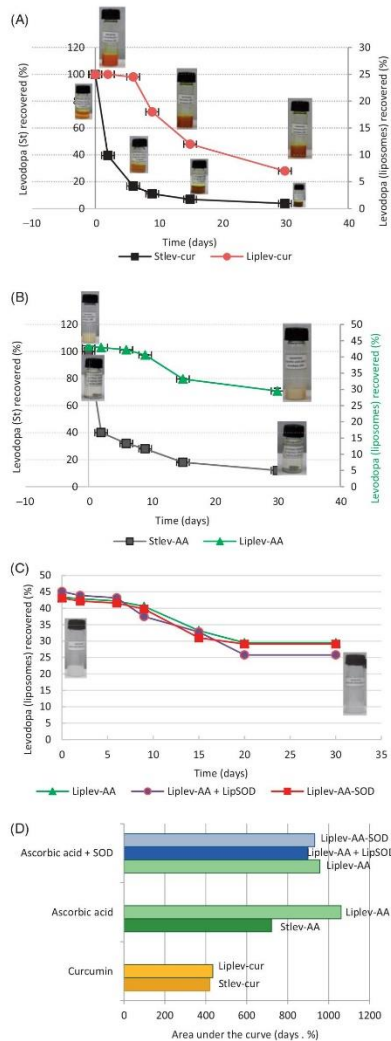 (A)
120
100
80
60
40
20
0
30
25
20
15
10
5
0
−10
0
10
20
30
40
Levodopa (St) recovered (%)
Levodopa (liposomes) recovered (%)
Time (days)
Stlev-cur
Liplev-cur
(B)
120
100
80
60
40
20
0
50
45
40
35
30
25
20
15
10
5
0
−10
0
10
20
30
40
Levodopa (St) recovered (%)
Levodopa (liposomes) recovered (%)
Time (days)
Stlev-AA
Liplev-AA
(C)
50
45
40
35
30
25
20
15
10
5
0
0
5
10
15
20
25
30
35
Levodopa (liposomes) recovered (%)
Time (days)
Liplev-AA
Liplev-AA + LipSOD
Liplev-AA-SOD
(D)
Ascorbic acid + SOD
Liplev-AA-SOD
Liplev-AA + LipSOD
Liplev-AA
Ascorbic acid
Liplev-AA
Stlev-AA
Curcumin
Liplev-cur
Stlev-cur
0
200
400
600
800
1000
1200
Area under the curve (days . %)